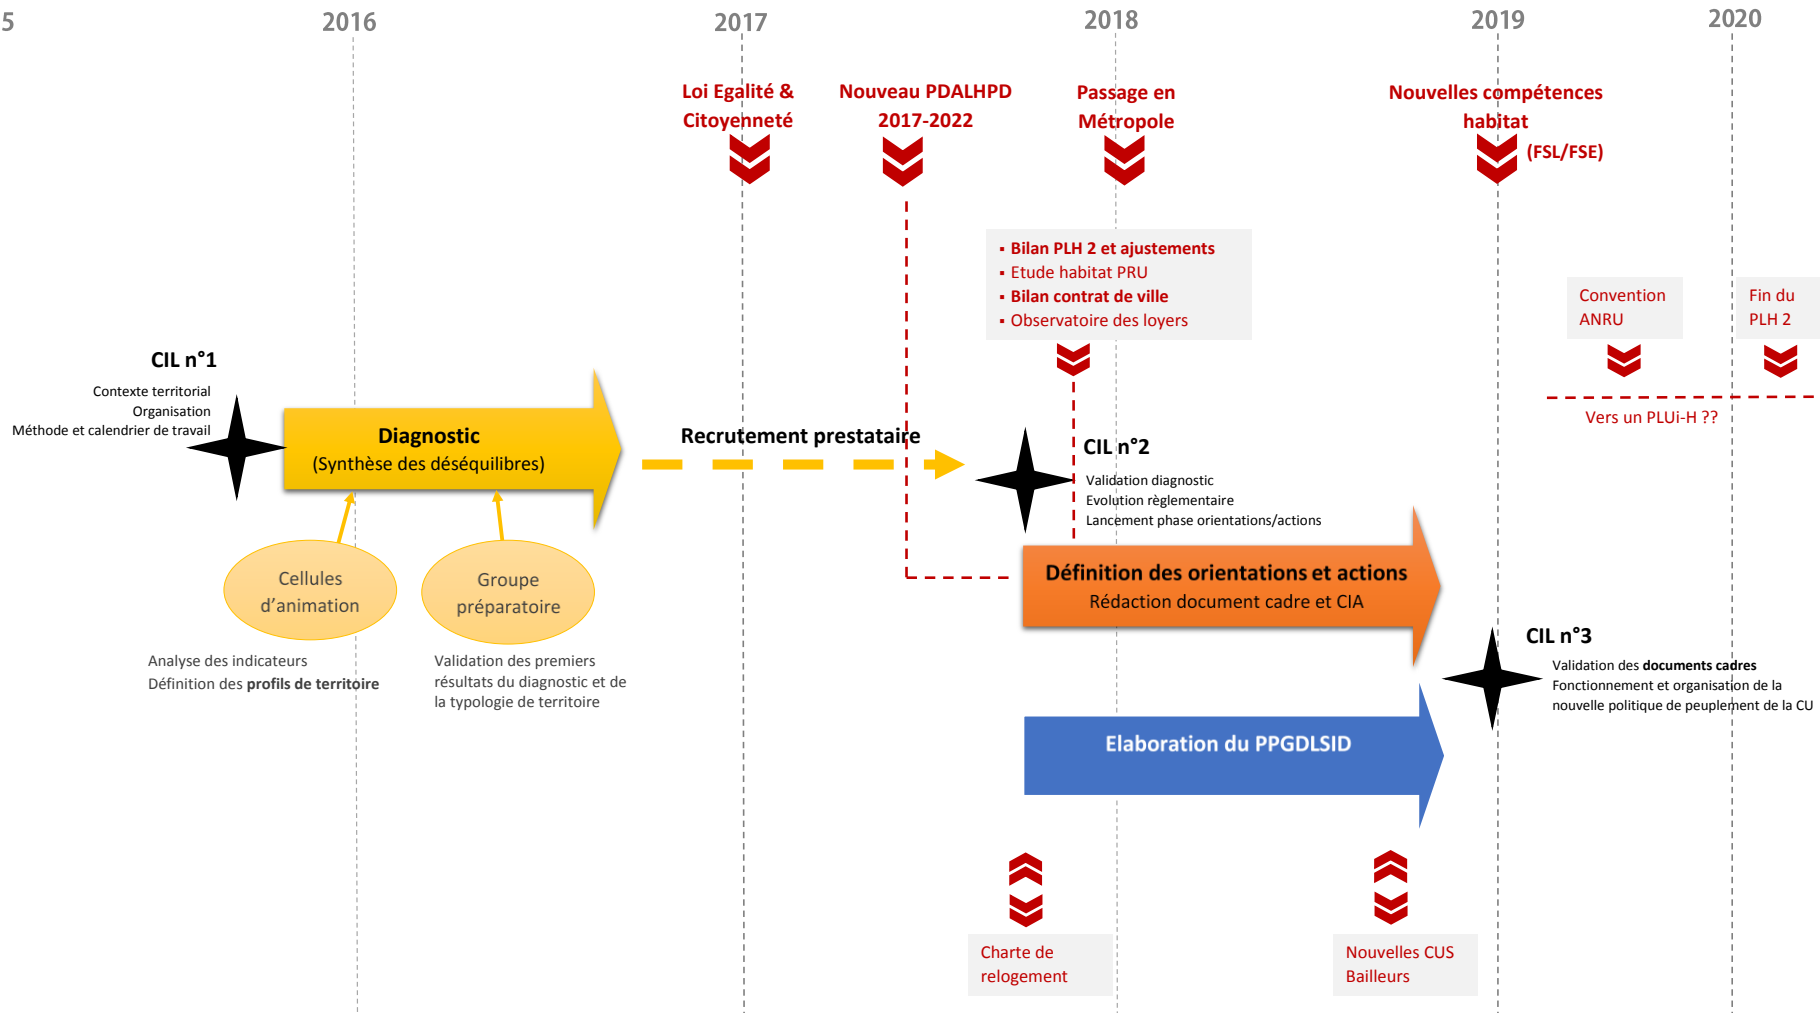 5
2016
2017
2018
2019
2020
Loi Egalité &
Citoyenneté
Nouveau PDALHPD
2017-2022
Passage en
Métropole
Nouvelles compétences
habitat
(FSL/FSE)
▪ Bilan PLH 2 et ajustements
▪ Etude habitat PRU
▪ Bilan contrat de ville
▪ Observatoire des loyers
Convention
ANRU
Fin du
PLH 2
Vers un PLUi-H ??
CIL n°1
Contexte territorial
Organisation
Méthode et calendrier de travail
Diagnostic
(Synthèse des déséquilibres)
Recrutement prestataire
CIL n°2
Validation diagnostic
Evolution règlementaire
Lancement phase orientations/actions
Cellules
d’animation
Groupe
préparatoire
Analyse des indicateurs
Définition des profils de territoire
Validation des premiers
résultats du diagnostic et de
la typologie de territoire
Définition des orientations et actions
Rédaction document cadre et CIA
CIL n°3
Validation des documents cadres
Fonctionnement et organisation de la
nouvelle politique de peuplement de la CU
Elaboration du PPGDLSID
Charte de
relogement
Nouvelles CUS
Bailleurs